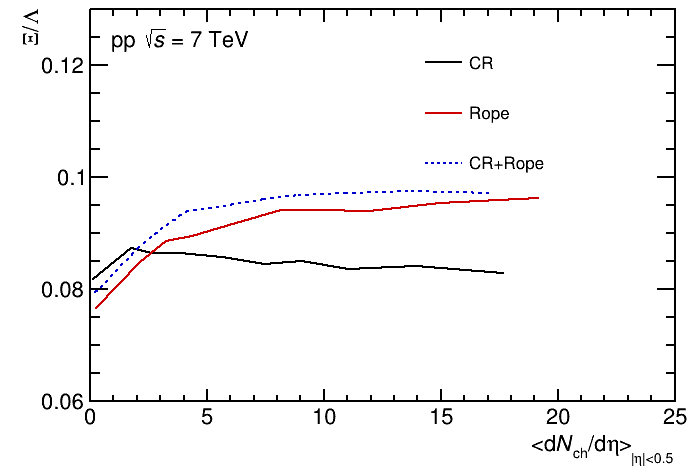 Ξ/Λ
pp √s = 7 TeV
CR
Rope
CR+Rope
0.12
0.1
0.08
0.06
0 5 10 15 20 25
<dN_ch/dη>_|η|<0.5